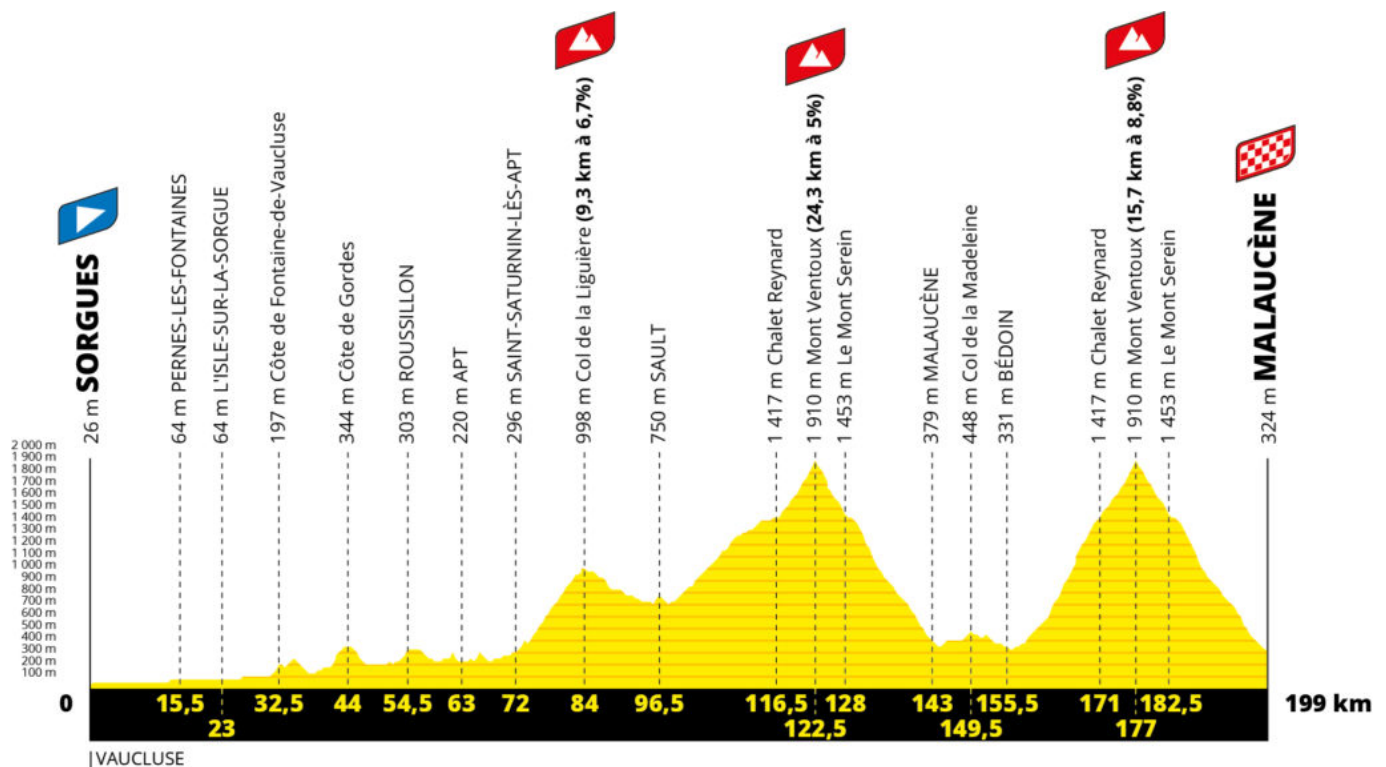 26 m SORGUES
64 m PERNES-LES-FONTAINES
64 m L'ISLE-SUR-LA-SORGUE
197 m Côte de Fontaine-de-Vaucluse
344 m Côte de Gordes
303 m ROUSSILLON
220 m APT
296 m SAINT-SATURNIN-LÈS-APT
998 m Col de la Liguière (9,3 km à 6,7%)
750 m SAULT
1 417 m Chalet Reynard
1 910 m Mont Ventoux (24,3 km à 5%)
1 453 m Le Mont Serein
379 m MALAUCÈNE
448 m Col de la Madeleine
331 m BÉDOIN
1 417 m Chalet Reynard
1 910 m Mont Ventoux (15,7 km à 8,8%)
1 453 m Le Mont Serein
324 m MALAUCÈNE
2 000 m
1 900 m
1 800 m
1 700 m
1 600 m
1 500 m
1 400 m
1 300 m
1 200 m
1 100 m
1 000 m
900 m
800 m
700 m
600 m
500 m
400 m
300 m
200 m
100 m
0 15,5 32,5 44 54,5 63 72 84 96,5 116,5 128 143 155,5 171 182,5 199 km
23 122,5 149,5 177
|VAUCLUSE